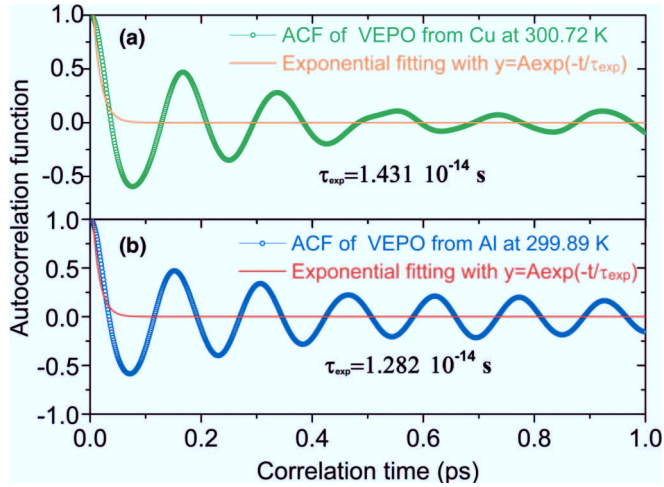 (a)
ACF of VEPO from Cu at 300.72 K
Exponential fitting with y=Aexp(-t/τexp)
τexp=1.431 10-14 s
1.0
0.5
0.0
-0.5
(b)
ACF of VEPO from Al at 299.89 K
Exponential fitting with y=Aexp(-t/τexp)
τexp=1.282 10-14 s
1.0
0.5
0.0
-0.5
-1.0
Autocorrelation function
0.0 0.2 0.4 0.6 0.8 1.0
Correlation time (ps)